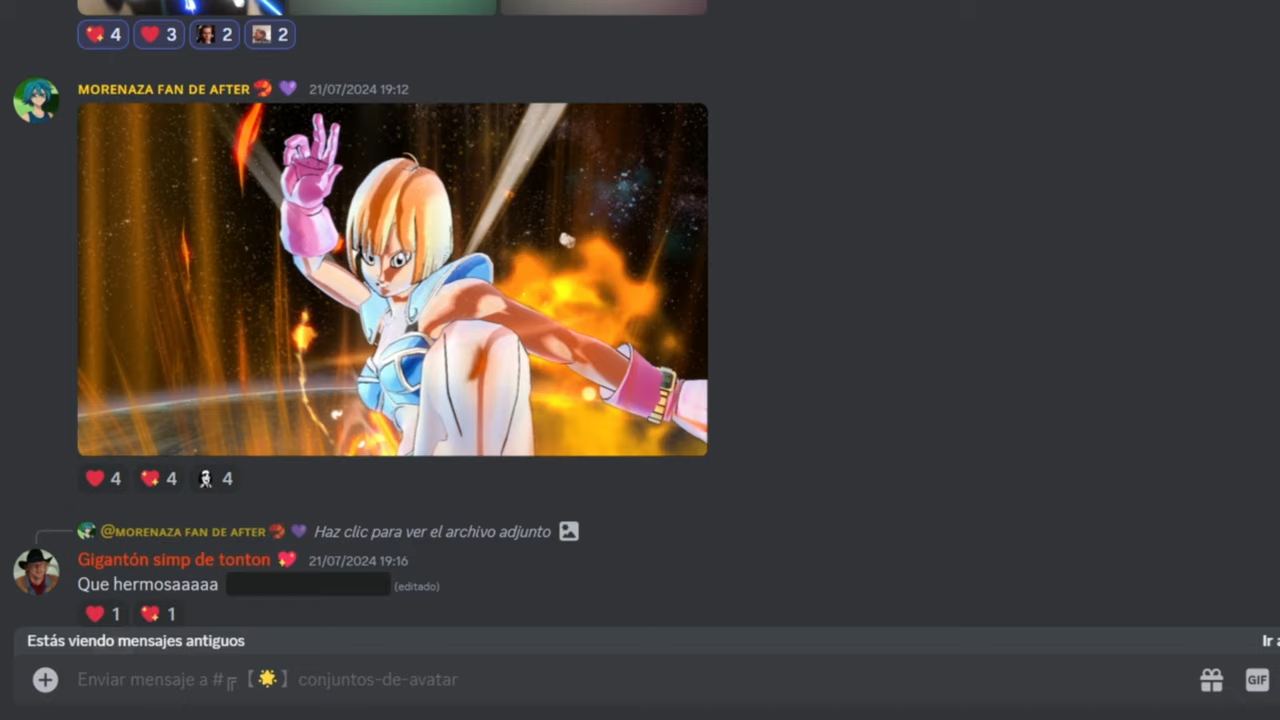 4 3 2 2
MORENAZA FAN DE AFTER 21/07/2024 19:12
4 4 4
@MORENAZA FAN DE AFTER Haz clic para ver el archivo adjunto
Gigantón simp de tonton 21/07/2024 19:16
Que hermosaaaaa (editado)
1 1
Estás viendo mensajes antiguos Ir a
Enviar mensaje a #╔【🌟】conjuntos-de-avatar GIF